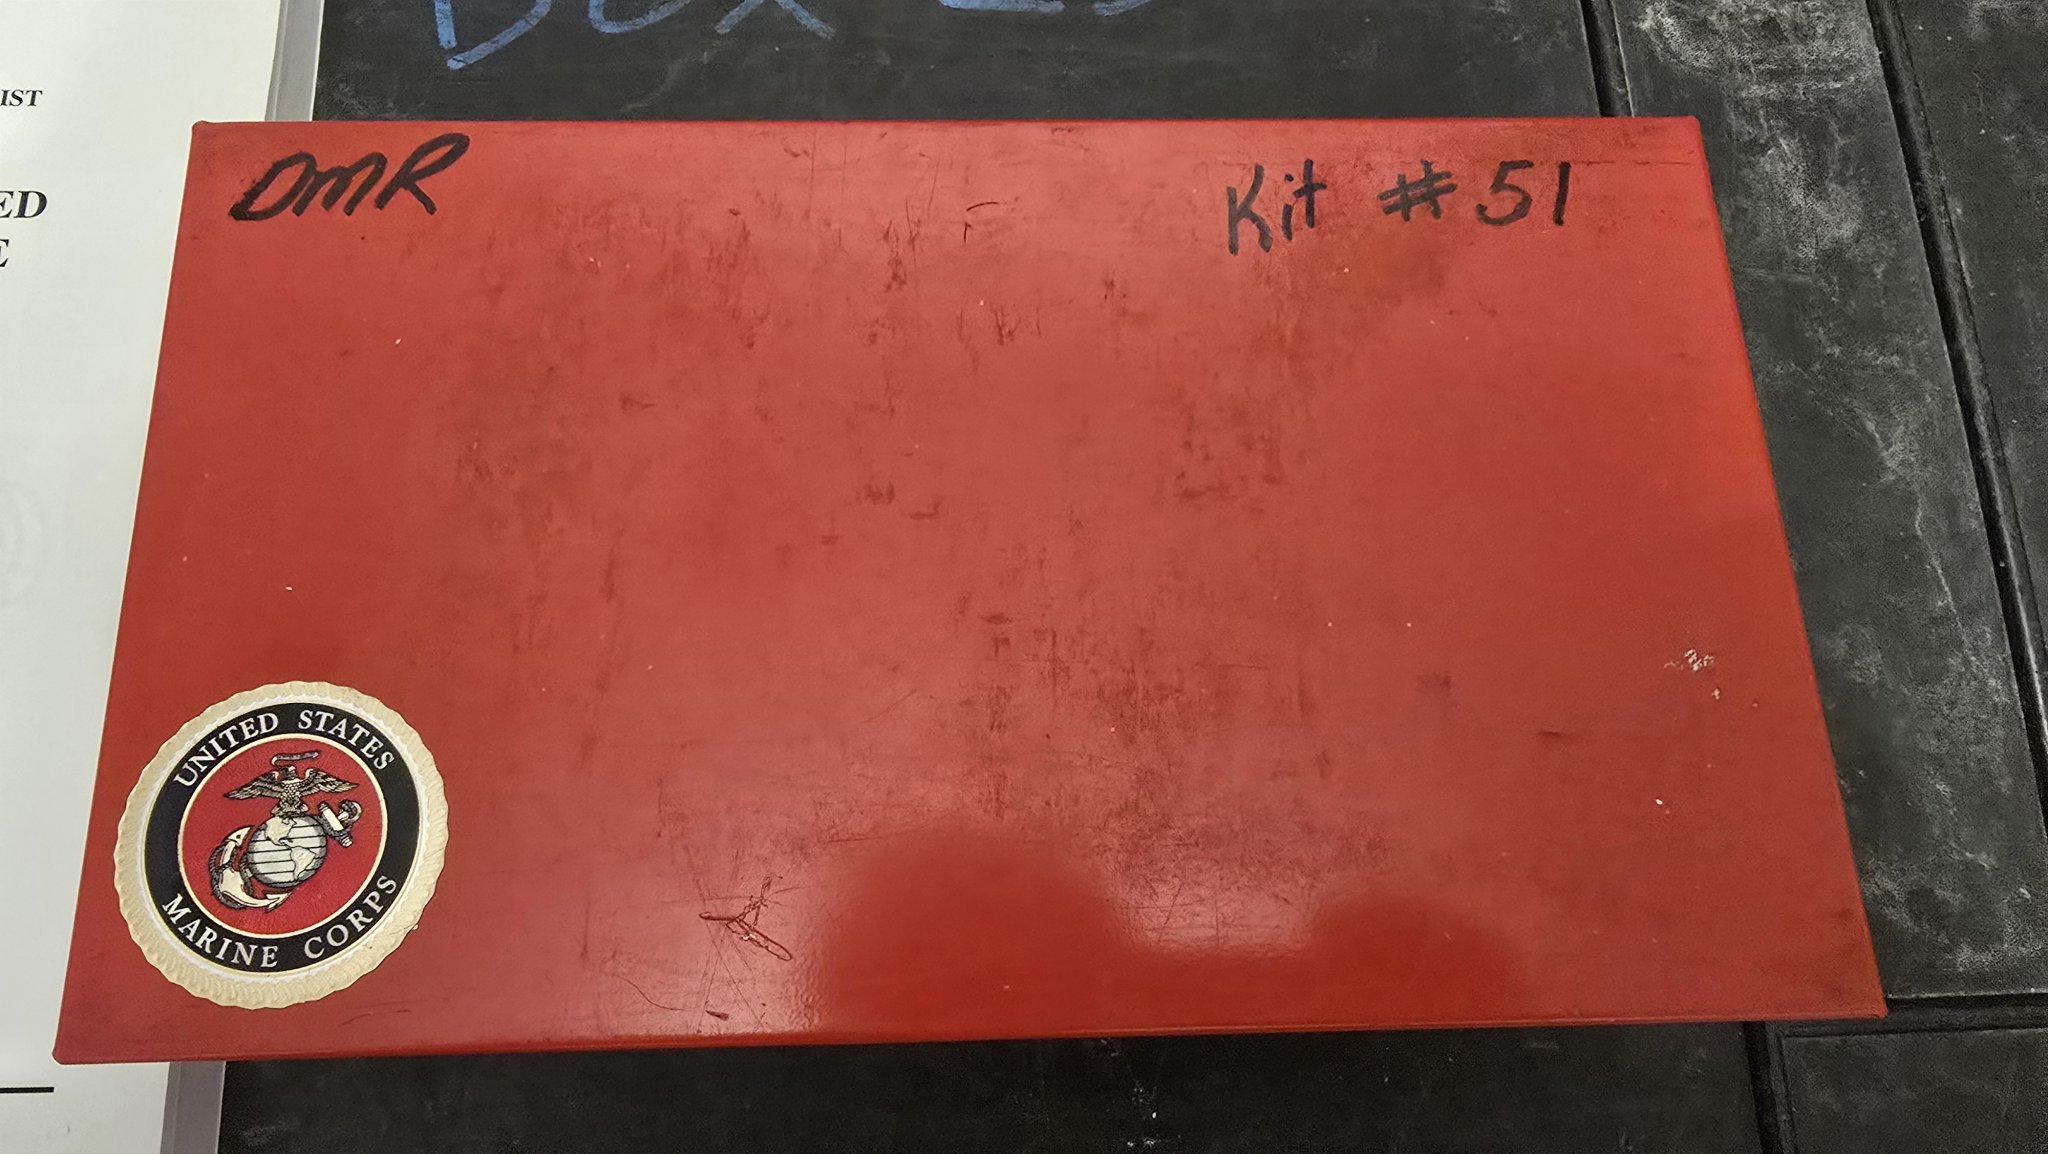 IST
ED
E
DMR
Kit #51
UNITED STATES
MARINE CORPS